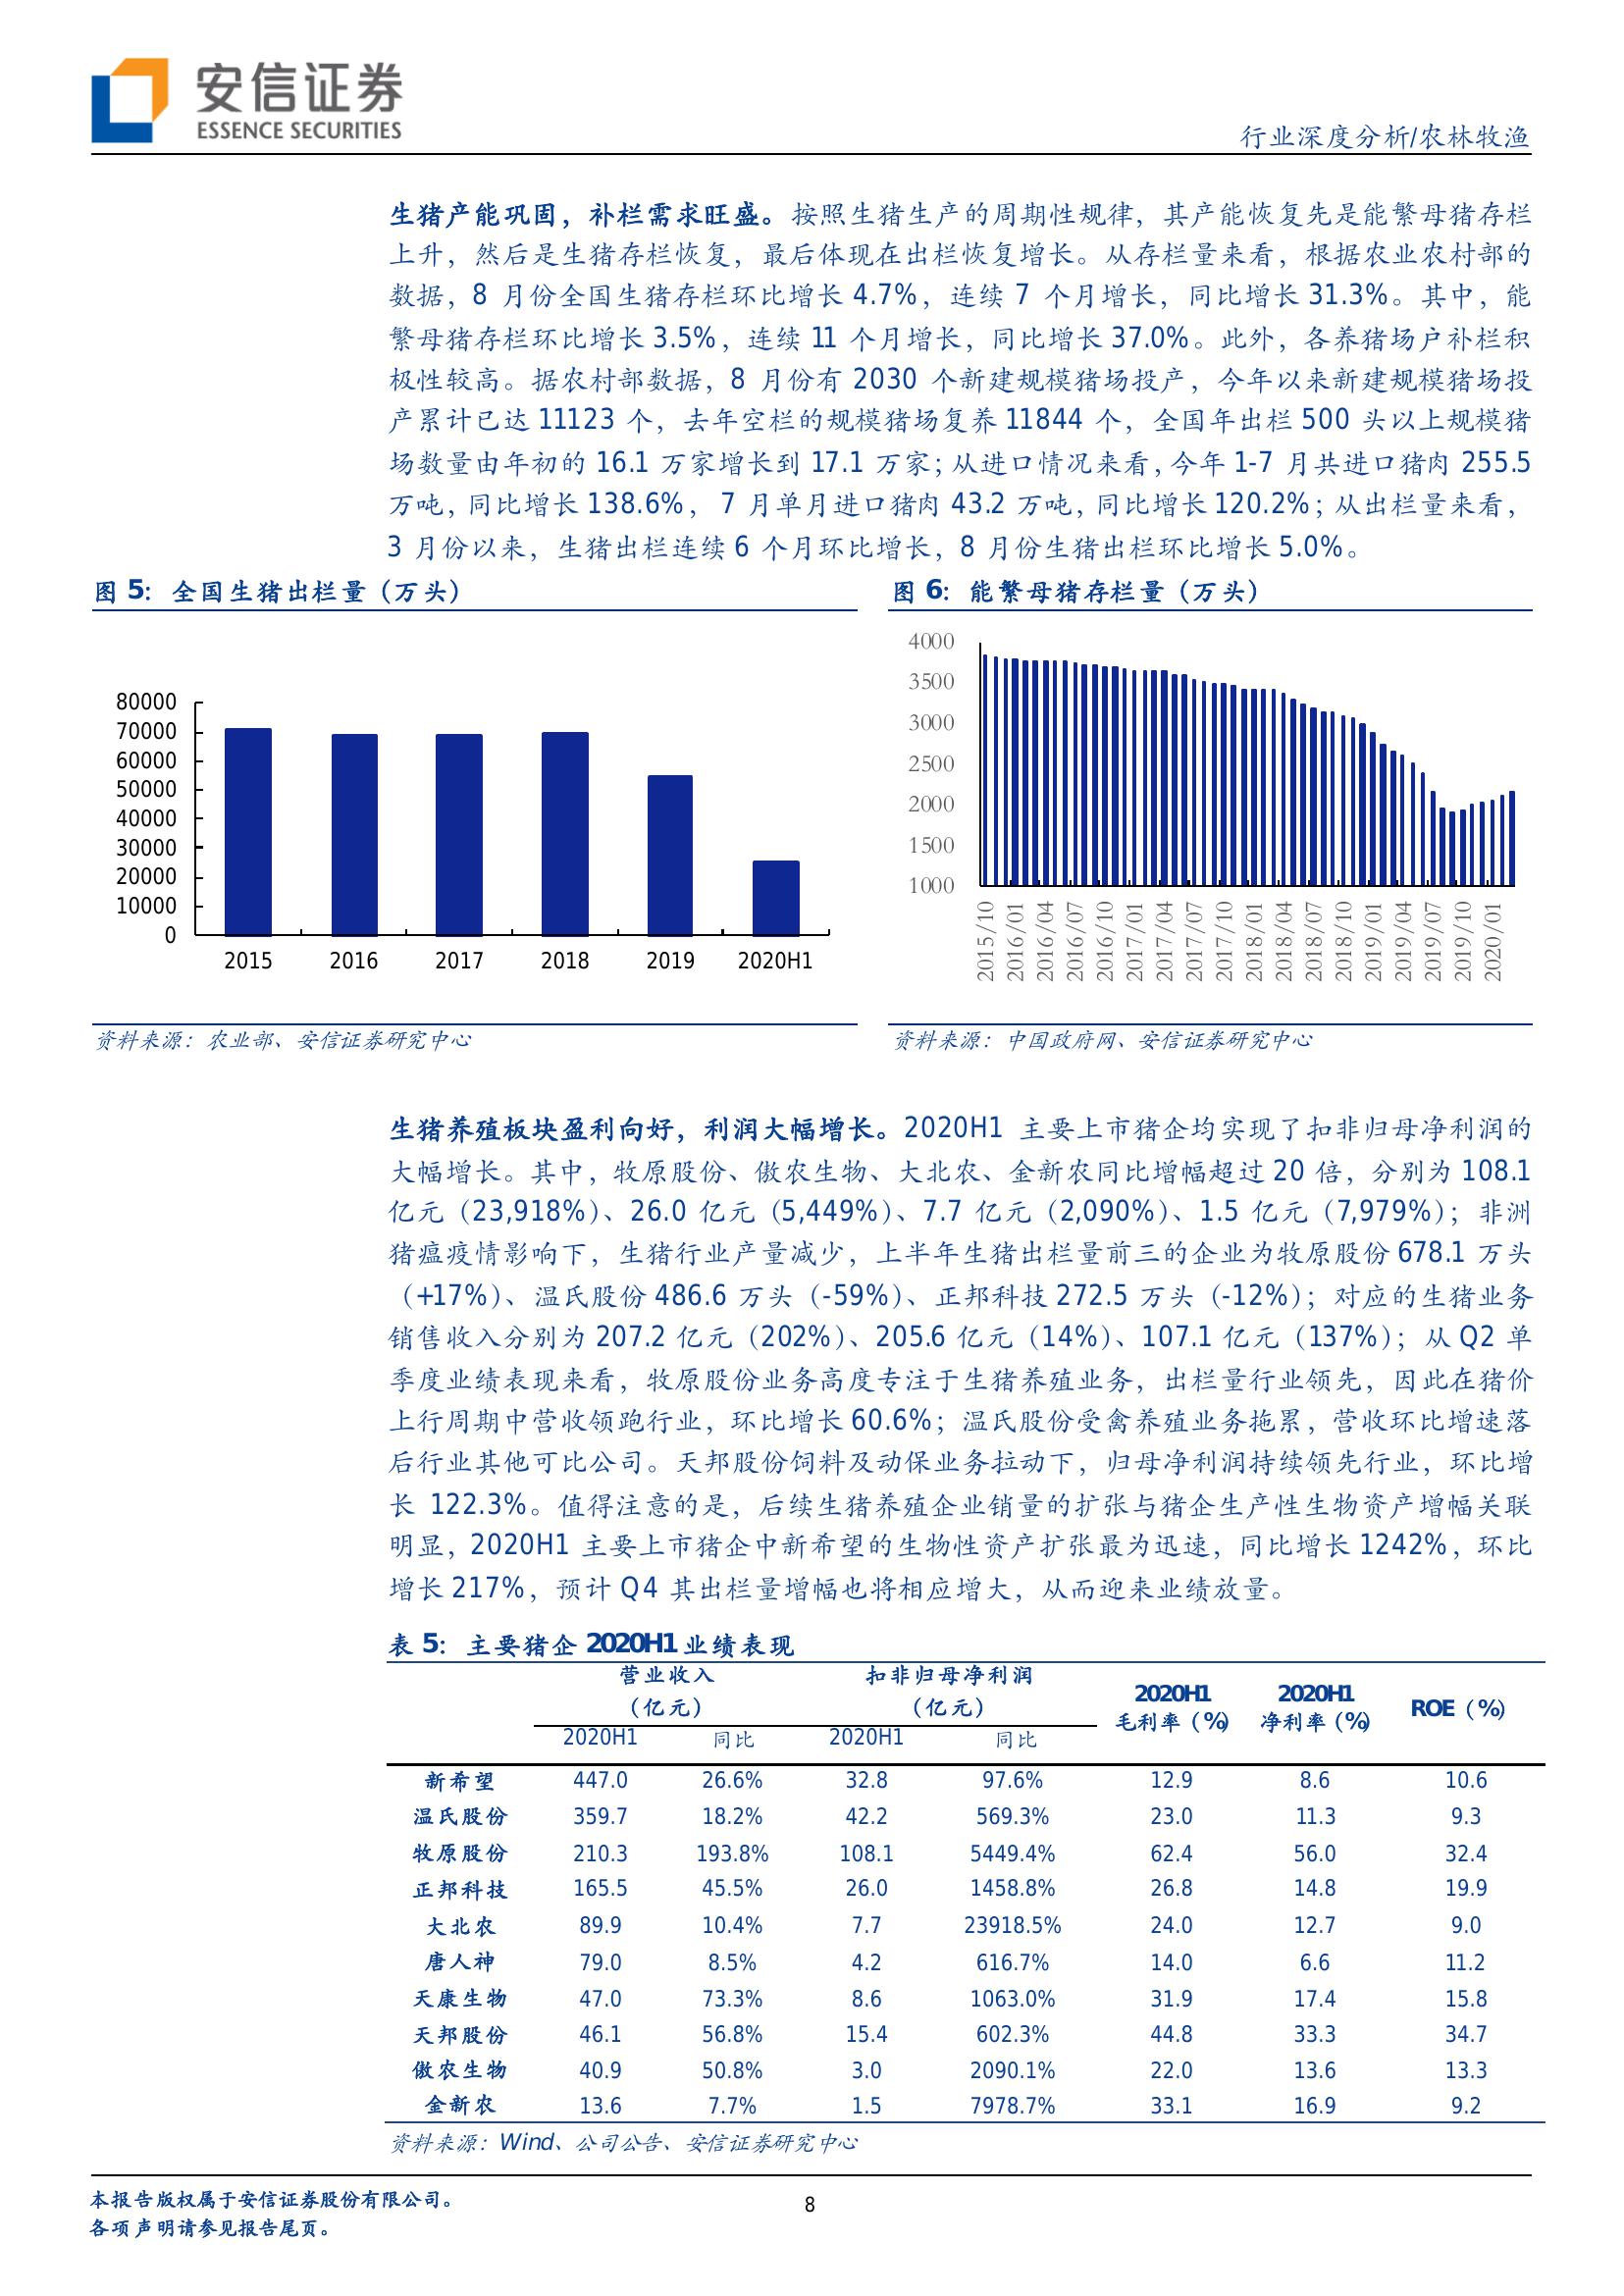 安信证券
ESSENCE SECURITIES
行业深度分析/农林牧渔
生猪产能巩固，补栏需求旺盛。按照生猪生产的周期性规律，其产能恢复先是能繁母猪存栏
上升，然后是生猪存栏恢复，最后体现在出栏恢复增长。从存栏量来看，根据农业农村部的
数据，8 月份全国生猪存栏环比增长 4.7%，连续 7 个月增长，同比增长 31.3%。其中，能
繁母猪存栏环比增长 3.5%，连续 11 个月增长，同比增长 37.0%。此外，各养猪场户补栏积
极性较高。据农村部数据，8 月份有 2030 个新建规模猪场投产，今年以来新建规模猪场投
产累计已达 11123 个，去年空栏的规模猪场复养 11844 个，全国年出栏 500 头以上规模猪
场数量由年初的 16.1 万家增长到 17.1 万家；从进口情况来看，今年 1-7 月共进口猪肉 255.5
万吨，同比增长 138.6%， 7 月单月进口猪肉 43.2 万吨，同比增长 120.2%；从出栏量来看，
3 月份以来，生猪出栏连续 6 个月环比增长，8 月份生猪出栏环比增长 5.0%。
图 5：全国生猪出栏量（万头）
80000
70000
60000
50000
40000
30000
20000
10000
0
2015 2016 2017 2018 2019 2020H1
资料来源：农业部、安信证券研究中心
图 6：能繁母猪存栏量（万头）
4000
3500
3000
2500
2000
1500
1000
2015/10 2016/01 2016/04 2016/07 2016/10 2017/01 2017/04 2017/07 2017/10 2018/01 2018/04 2018/07 2018/10 2019/01 2019/04 2019/07 2019/10 2020/01
资料来源：中国政府网、安信证券研究中心
生猪养殖板块盈利向好，利润大幅增长。2020H1 主要上市猪企均实现了扣非归母净利润的
大幅增长。其中，牧原股份、傲农生物、大北农、金新农同比增幅超过 20 倍，分别为 108.1
亿元（23,918%）、26.0 亿元（5,449%）、7.7 亿元（2,090%）、1.5 亿元（7,979%）；非洲
猪瘟疫情影响下，生猪行业产量减少，上半年生猪出栏量前三的企业为牧原股份 678.1 万头
（+17%）、温氏股份 486.6 万头（-59%）、正邦科技 272.5 万头（-12%）；对应的生猪业务
销售收入分别为 207.2 亿元（202%）、205.6 亿元（14%）、107.1 亿元（137%）；从 Q2 单
季度业绩表现来看，牧原股份业务高度专注于生猪养殖业务，出栏量行业领先，因此在猪价
上行周期中营收领跑行业，环比增长 60.6%；温氏股份受禽养殖业务拖累，营收环比增速落
后行业其他可比公司。天邦股份饲料及动保业务拉动下，归母净利润持续领先行业，环比增
长 122.3%。值得注意的是，后续生猪养殖企业销量的扩张与猪企生产性生物资产增幅关联
明显，2020H1 主要上市猪企中新希望的生物性资产扩张最为迅速，同比增长 1242%，环比
增长 217%，预计 Q4 其出栏量增幅也将相应增大，从而迎来业绩放量。
表 5：主要猪企 2020H1 业绩表现
营业收入（亿元） 扣非归母净利润（亿元） 2020H1 毛利率（%） 2020H1 净利率（%） ROE（%）
2020H1 同比 2020H1 同比
新希望 447.0 26.6% 32.8 97.6% 12.9 8.6 10.6
温氏股份 359.7 18.2% 42.2 569.3% 23.0 11.3 9.3
牧原股份 210.3 193.8% 108.1 5449.4% 62.4 56.0 32.4
正邦科技 165.5 45.5% 26.0 1458.8% 26.8 14.8 19.9
大北农 89.9 10.4% 7.7 23918.5% 24.0 12.7 9.0
唐人神 79.0 8.5% 4.2 616.7% 14.0 6.6 11.2
天康生物 47.0 73.3% 8.6 1063.0% 31.9 17.4 15.8
天邦股份 46.1 56.8% 15.4 602.3% 44.8 33.3 34.7
傲农生物 40.9 50.8% 3.0 2090.1% 22.0 13.6 13.3
金新农 13.6 7.7% 1.5 7978.7% 33.1 16.9 9.2
资料来源：Wind、公司公告、安信证券研究中心
本报告版权属于安信证券股份有限公司。
各项声明请参见报告尾页。
8